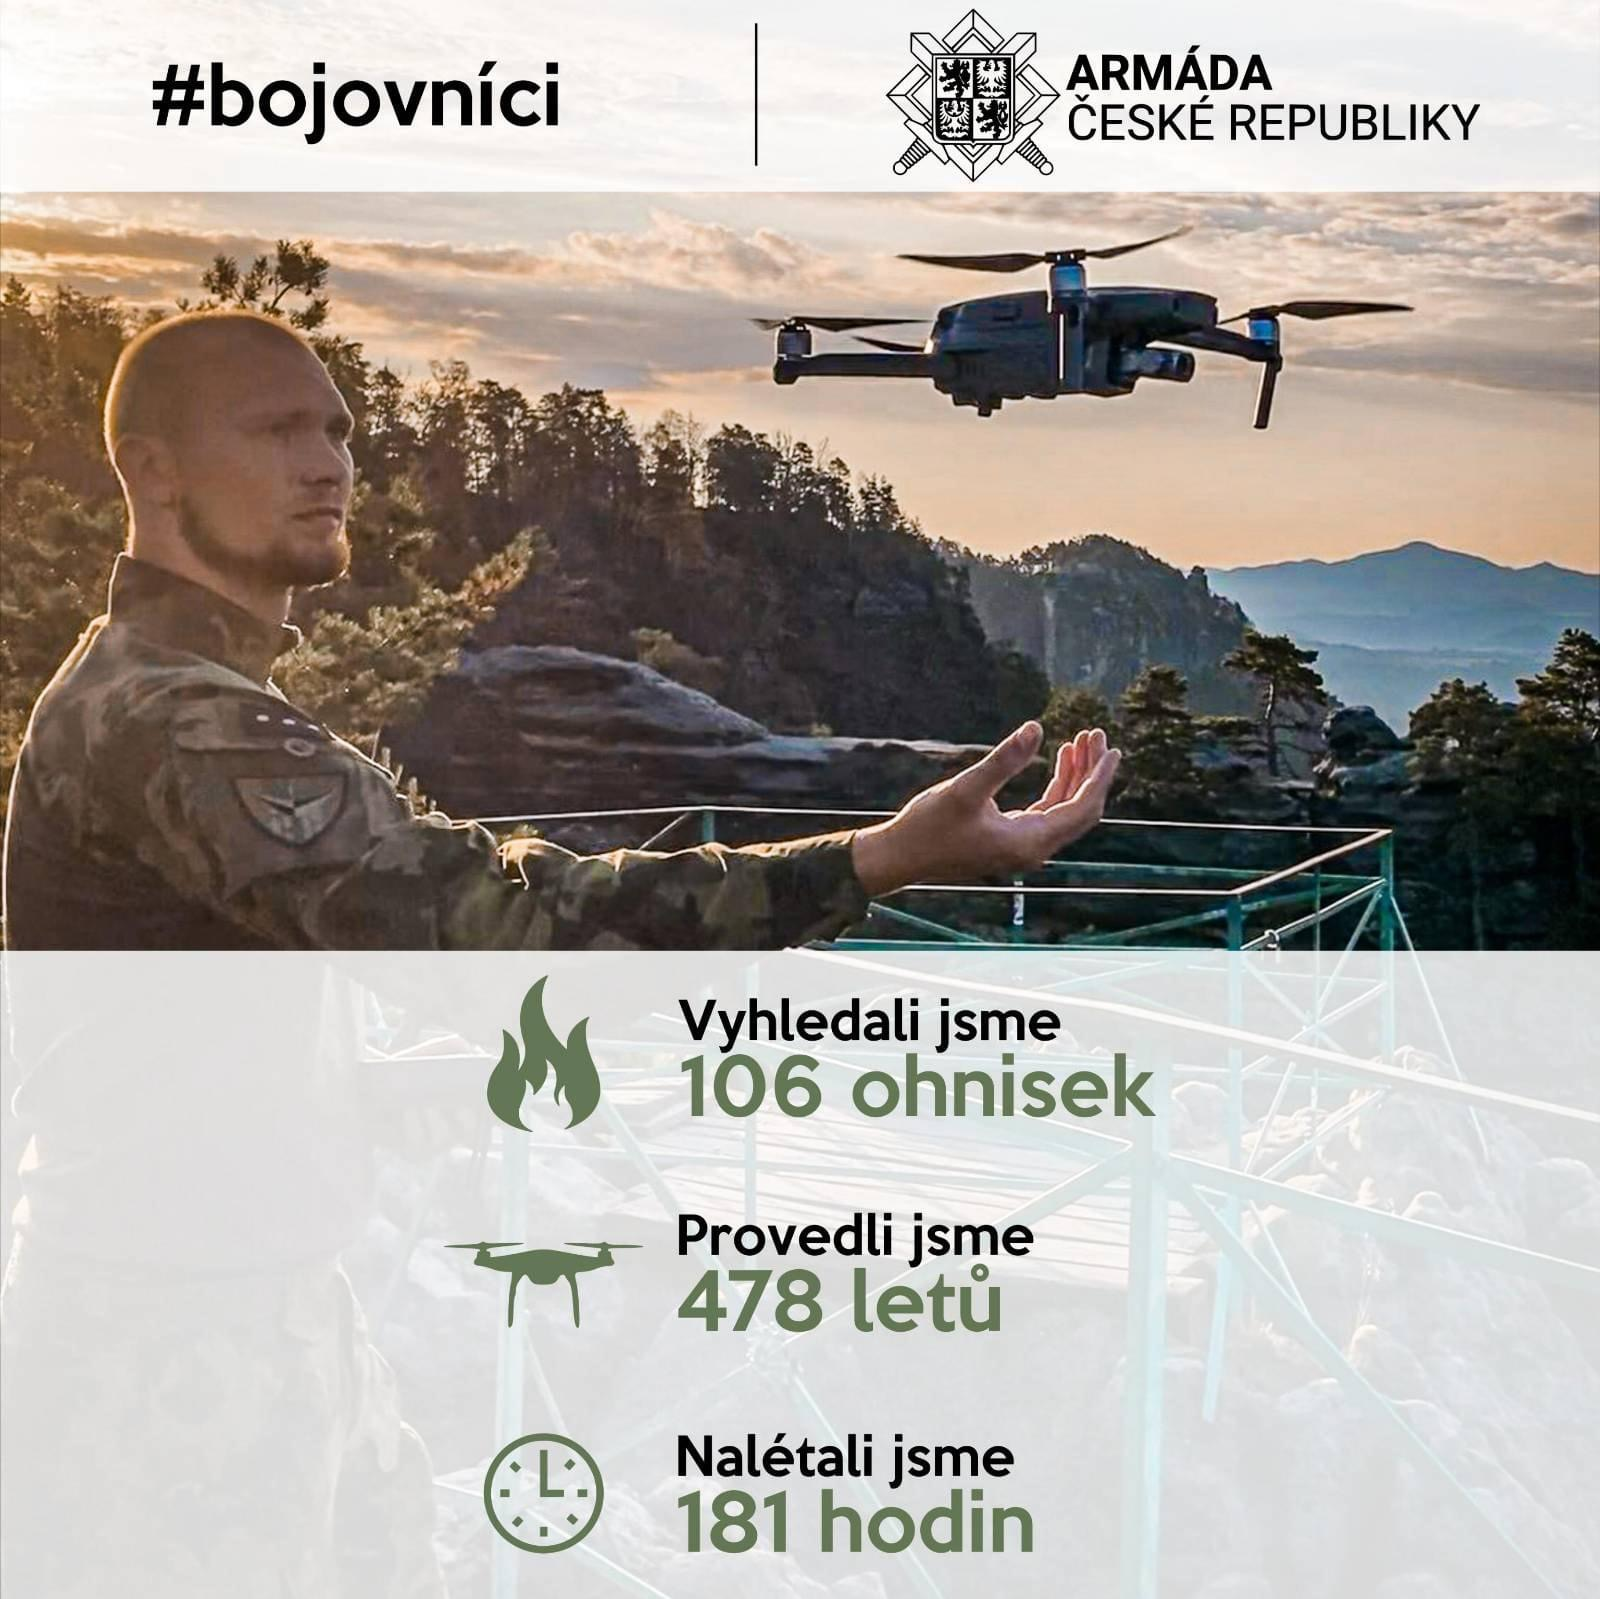 #bojovníci
ARMÁDA
ČESKÉ REPUBLIKY
Vyhledali jsme
106 ohnisek
Provedli jsme
478 letů
Nalétali jsme
181 hodin